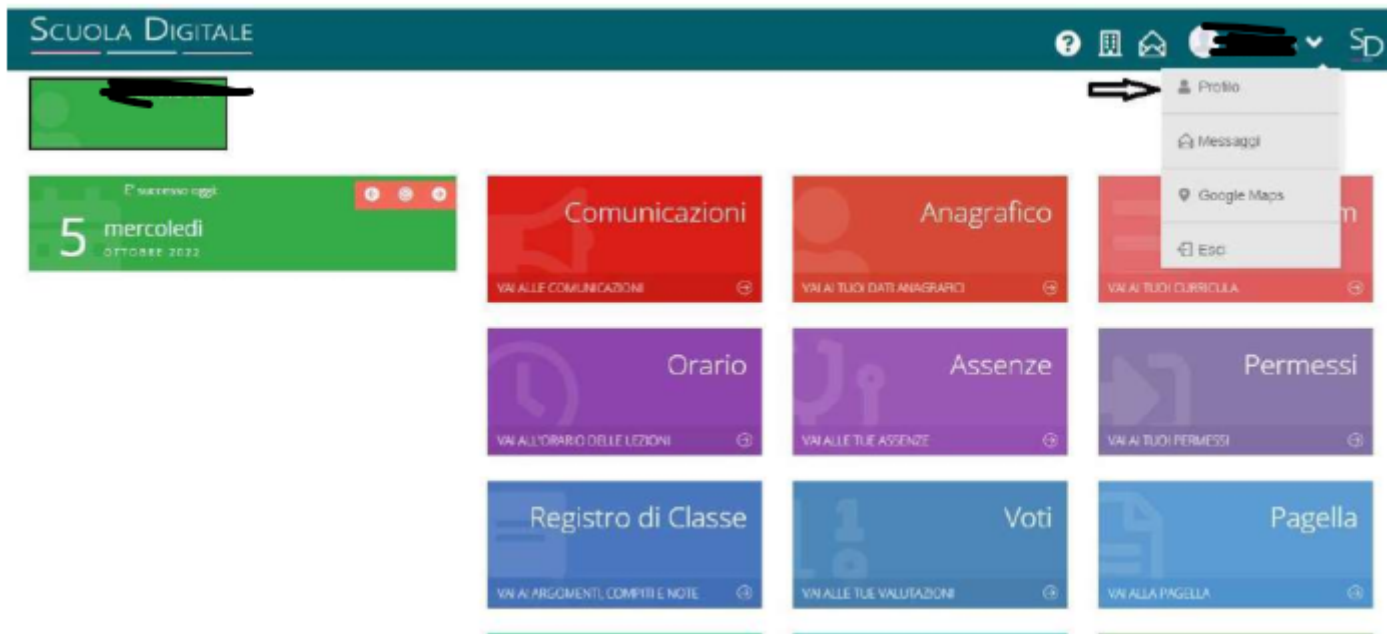 SCUOLA DIGITALE
SD
Profilo
Messaggi
Google Maps
Esci
E' successo oggi:
5 mercoledì
OTTOBRE 2022
Comunicazioni
VAI ALLE COMUNICAZIONI
Anagrafico
VAI AI TUOI DATI ANAGRAFICI
m
VAI AI TUOI CURRICULA
Orario
VAI ALL'ORARIO DELLE LEZIONI
Assenze
VAI ALLE TUE ASSENZE
Permessi
VAI AI TUOI PERMESSI
Registro di Classe
VAI AI ARGOMENTI, COMPITI E NOTE
Voti
VAI ALLE TUE VALUTAZIONI
Pagella
VAI ALLA PAGELLA